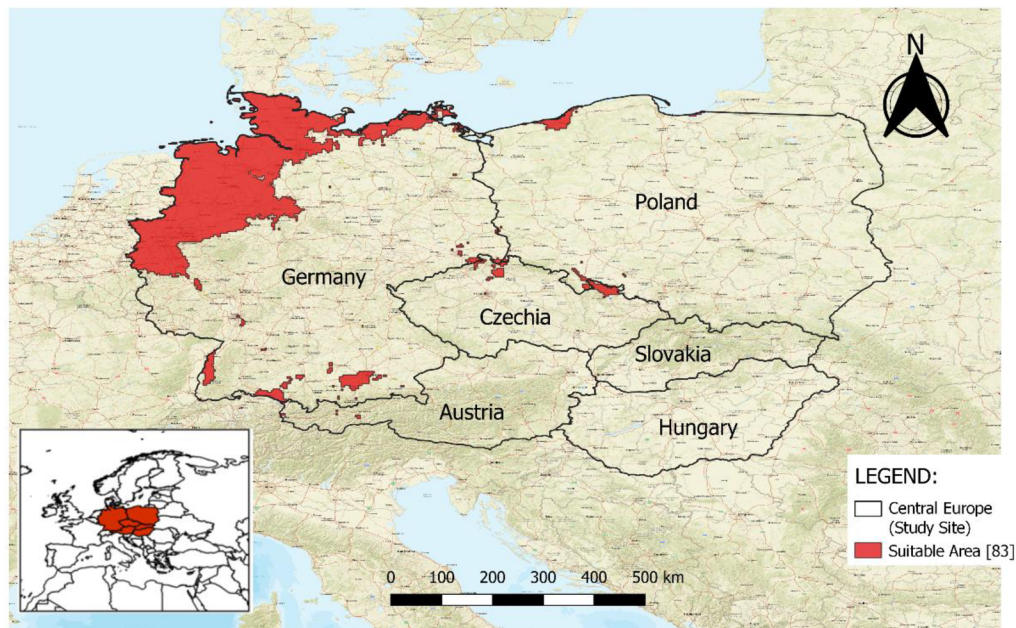 N
Poland
Germany
Czechia
Slovakia
Austria
Hungary
LEGEND:
Central Europe
(Study Site)
Suitable Area [83]
0 100 200 300 400 500 km